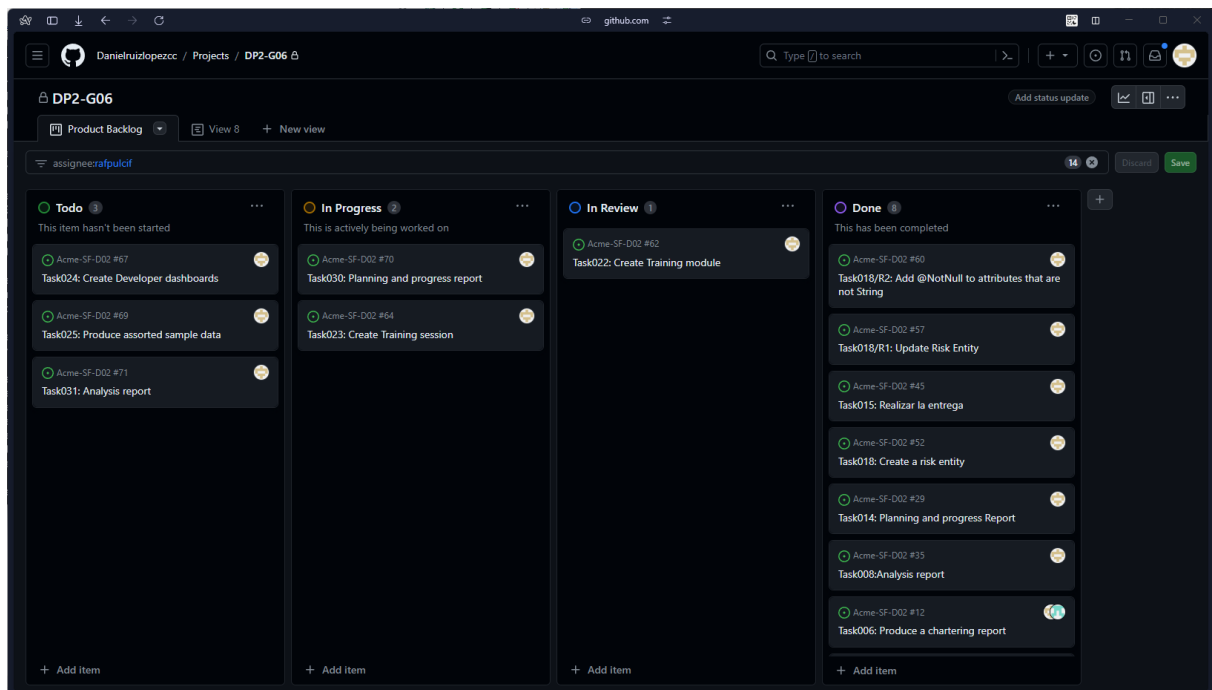 github.com
Danielruizlopezcc / Projects / DP2-G06
Type / to search
DP2-G06
Add status update
Product Backlog
View 8
+ New view
assignee:rafpulcif
14
Discard
Save
Todo 3
This item hasn't been started
Acme-SF-D02 #67
Task024: Create Developer dashboards
Acme-SF-D02 #69
Task025: Produce assorted sample data
Acme-SF-D02 #71
Task031: Analysis report
+ Add item
In Progress 2
This is actively being worked on
Acme-SF-D02 #70
Task030: Planning and progress report
Acme-SF-D02 #64
Task023: Create Training session
+ Add item
In Review 1
Acme-SF-D02 #62
Task022: Create Training module
+ Add item
Done 8
This has been completed
Acme-SF-D02 #60
Task018/R2: Add @NotNull to attributes that are
not String
Acme-SF-D02 #57
Task018/R1: Update Risk Entity
Acme-SF-D02 #45
Task015: Realizar la entrega
Acme-SF-D02 #52
Task018: Create a risk entity
Acme-SF-D02 #29
Task014: Planning and progress Report
Acme-SF-D02 #35
Task008:Analysis report
Acme-SF-D02 #12
Task006: Produce a chartering report
+ Add item